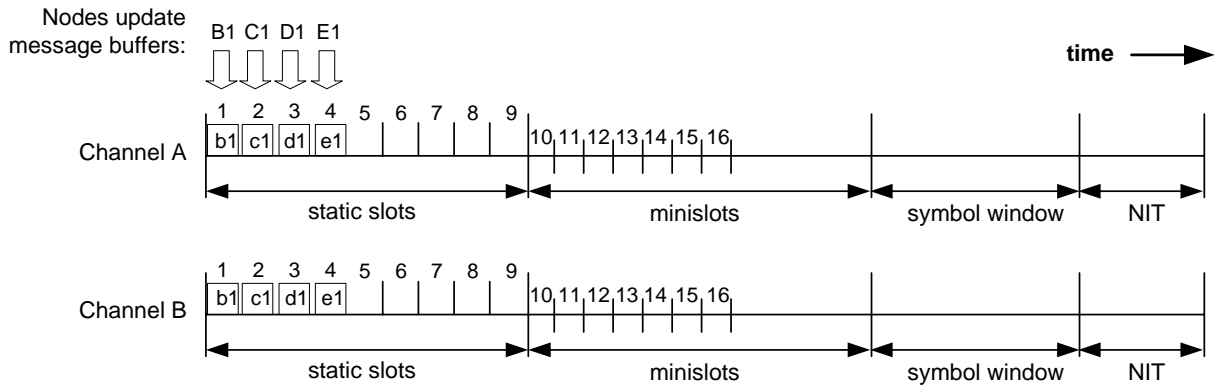 Nodes update
message buffers:
B1 C1 D1 E1
time
1 2 3 4 5 6 7 8 9
b1 c1 d1 e1
10 11 12 13 14 15 16
Channel A
static slots minislots symbol window NIT
1 2 3 4 5 6 7 8 9
b1 c1 d1 e1
10 11 12 13 14 15 16
Channel B
static slots minislots symbol window NIT